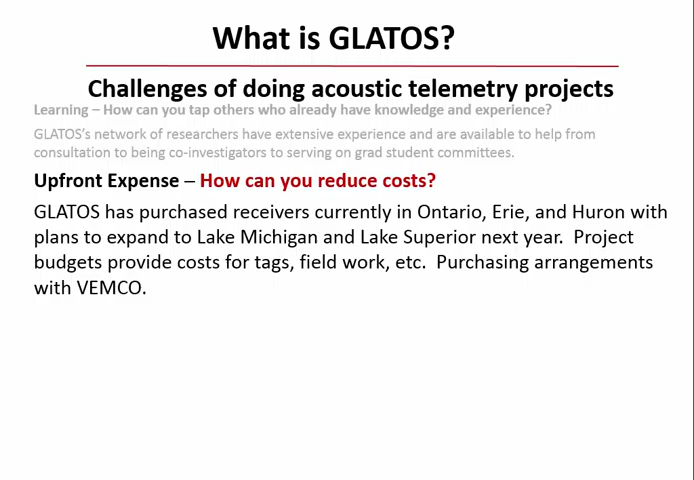 What is GLATOS?
Challenges of doing acoustic telemetry projects
Learning – How can you tap others who already have knowledge and experience?
GLATOS's network of researchers have extensive experience and are available to help from
consultation to being co-investigators to serving on grad student committees.
Upfront Expense – How can you reduce costs?
GLATOS has purchased receivers currently in Ontario, Erie, and Huron with
plans to expand to Lake Michigan and Lake Superior next year.  Project
budgets provide costs for tags, field work, etc.  Purchasing arrangements
with VEMCO.